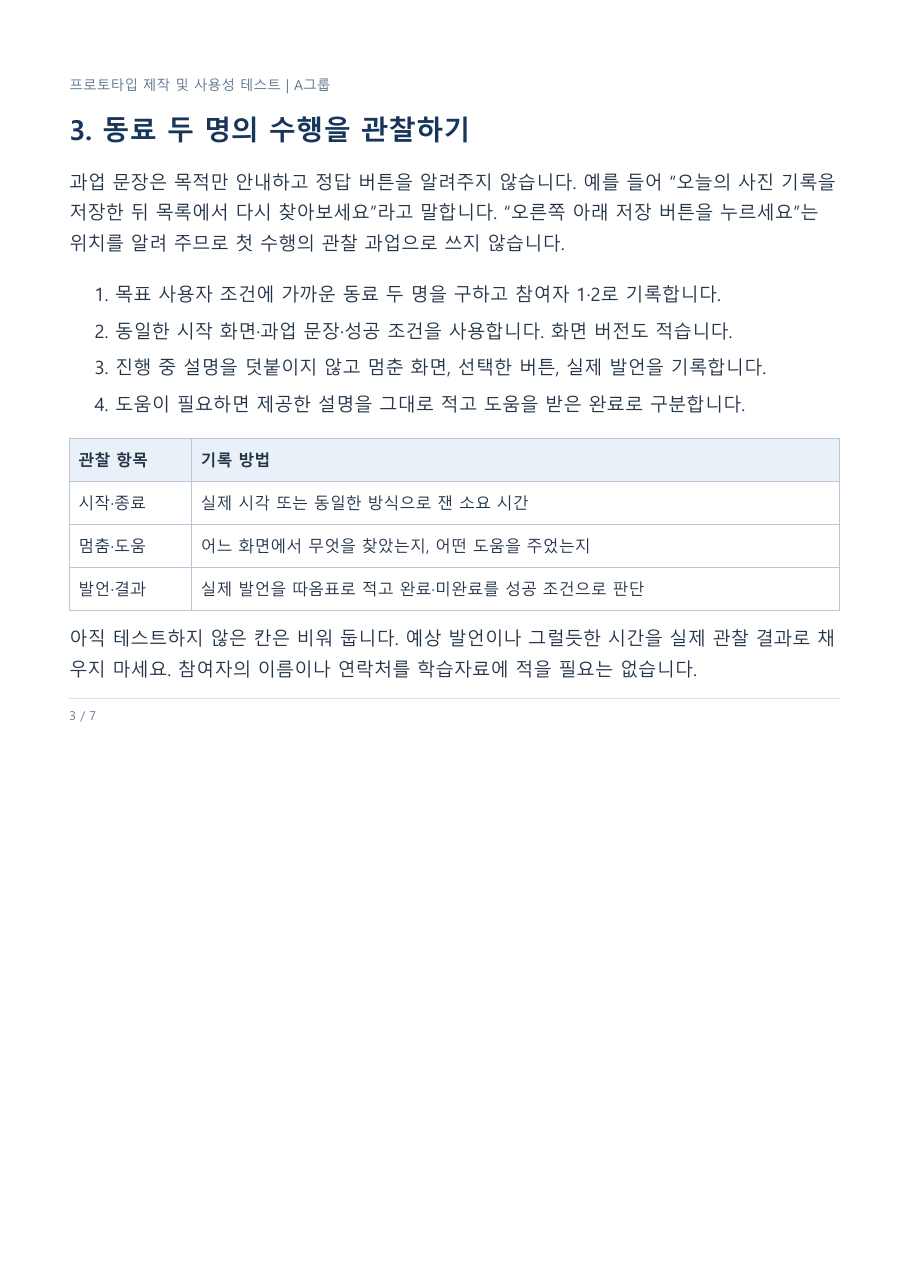 프로토타입 제작 및 사용성 테스트 | A그룹
3. 동료 두 명의 수행을 관찰하기
과업 문장은 목적만 안내하고 정답 버튼을 알려주지 않습니다. 예를 들어 “오늘의 사진 기록을
저장한 뒤 목록에서 다시 찾아보세요”라고 말합니다. “오른쪽 아래 저장 버튼을 누르세요”는
위치를 알려 주므로 첫 수행의 관찰 과업으로 쓰지 않습니다.
1. 목표 사용자 조건에 가까운 동료 두 명을 구하고 참여자 1·2로 기록합니다.
2. 동일한 시작 화면·과업 문장·성공 조건을 사용합니다. 화면 버전도 적습니다.
3. 진행 중 설명을 덧붙이지 않고 멈춘 화면, 선택한 버튼, 실제 발언을 기록합니다.
4. 도움이 필요하면 제공한 설명을 그대로 적고 도움을 받은 완료로 구분합니다.
관찰 항목 기록 방법
시작·종료 실제 시각 또는 동일한 방식으로 잰 소요 시간
멈춤·도움 어느 화면에서 무엇을 찾았는지, 어떤 도움을 주었는지
발언·결과 실제 발언을 따옴표로 적고 완료·미완료를 성공 조건으로 판단
아직 테스트하지 않은 칸은 비워 둡니다. 예상 발언이나 그럴듯한 시간을 실제 관찰 결과로 채
우지 마세요. 참여자의 이름이나 연락처를 학습자료에 적을 필요는 없습니다.
3 / 7